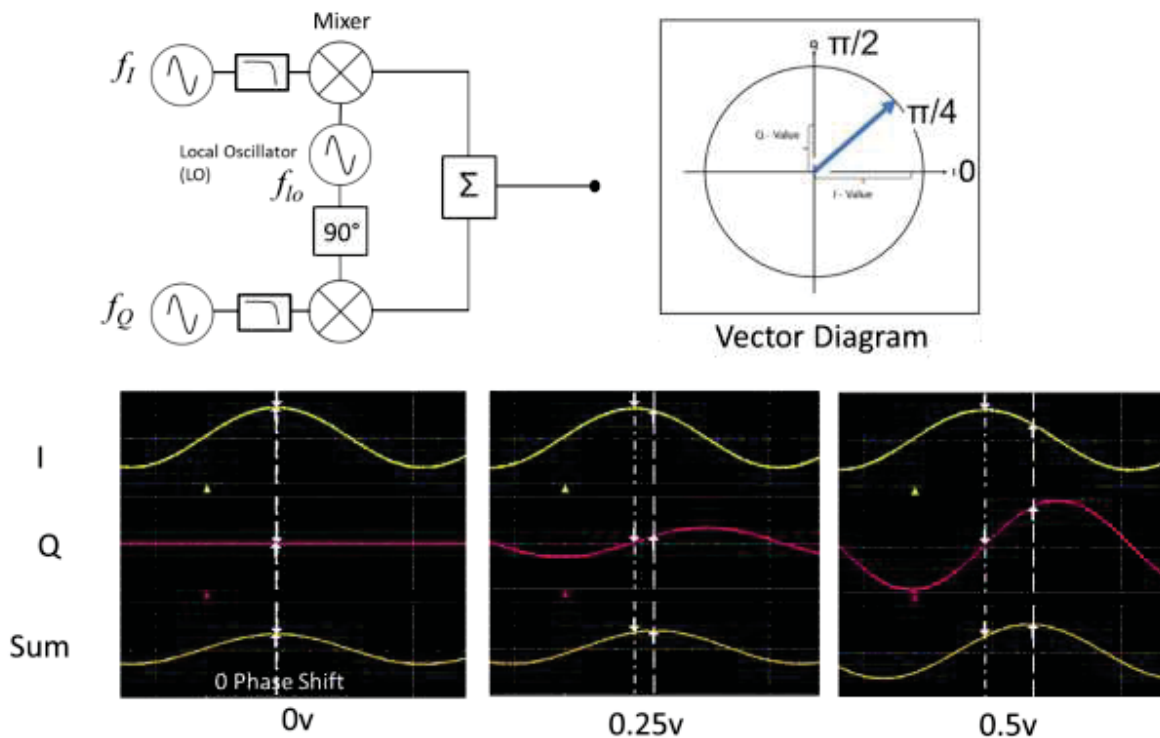 Mixer
f_I
Local Oscillator
(LO)
f_lo
90°
Σ
f_Q
Q
π/2
π/4
Q - Value
I
0
I - Value
Vector Diagram
I
Q
Sum
0 Phase Shift
0v
0.25v
0.5v